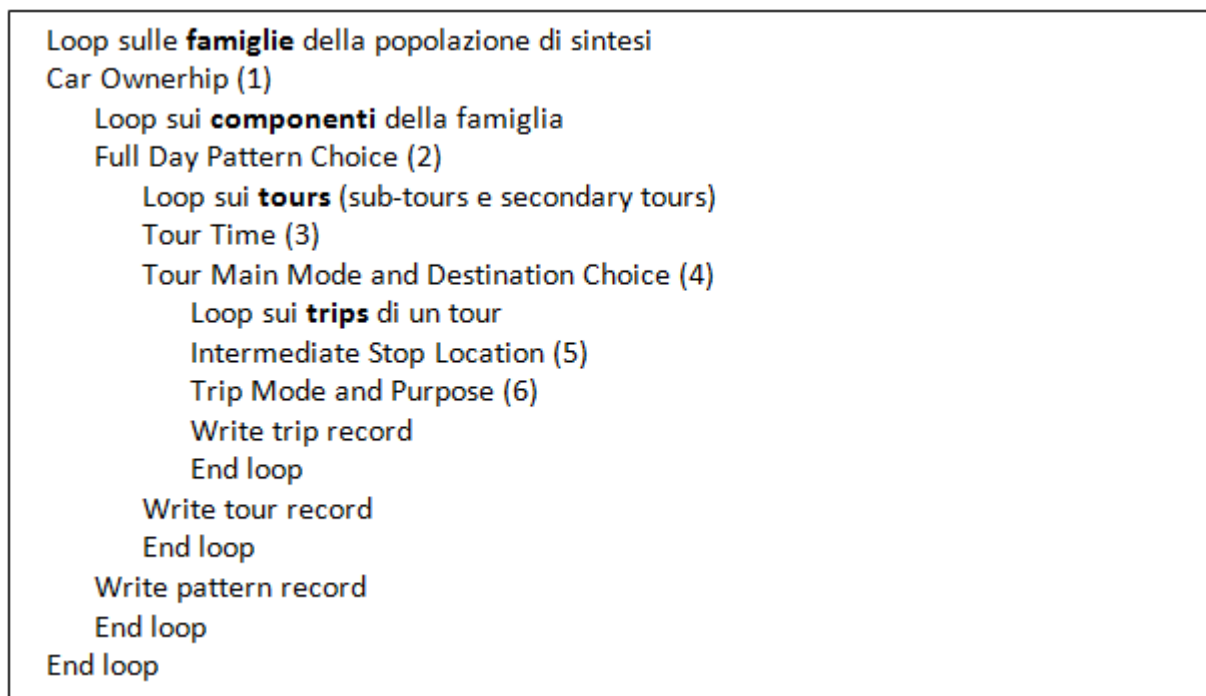 Loop sulle famiglie della popolazione di sintesi
Car Ownerhip (1)
Loop sui componenti della famiglia
Full Day Pattern Choice (2)
Loop sui tours (sub-tours e secondary tours)
Tour Time (3)
Tour Main Mode and Destination Choice (4)
Loop sui trips di un tour
Intermediate Stop Location (5)
Trip Mode and Purpose (6)
Write trip record
End loop
Write tour record
End loop
Write pattern record
End loop
End loop